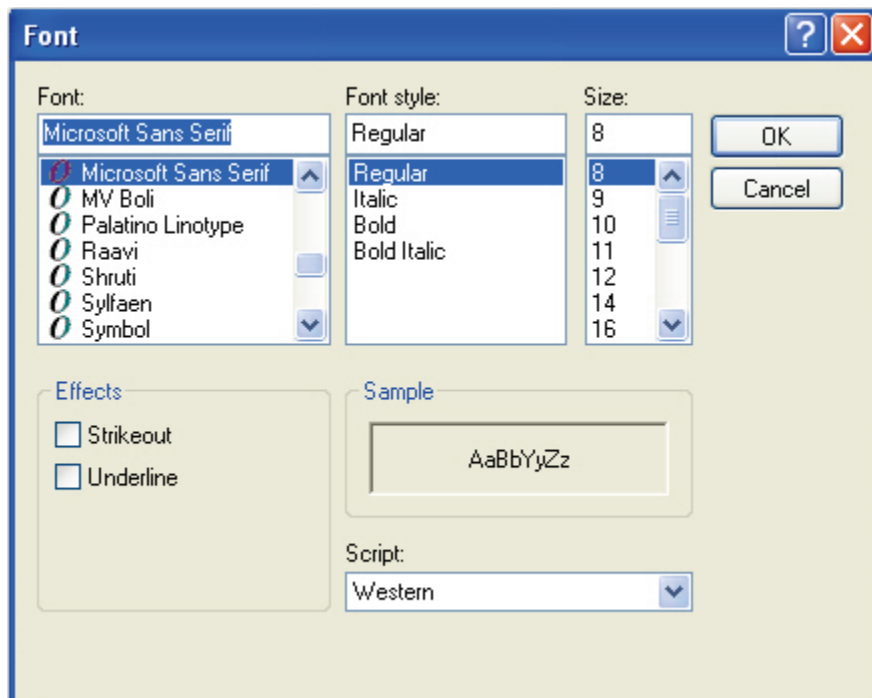 Font
Font:
Font style:
Size:
Microsoft Sans Serif
Regular
8
OK
Microsoft Sans Serif
MV Boli
Palatino Linotype
Raavi
Shruti
Sylfaen
Symbol
Regular
Italic
Bold
Bold Italic
8
9
10
11
12
14
16
Cancel
Effects
Strikeout
Underline
Sample
AaBbYyZz
Script:
Western